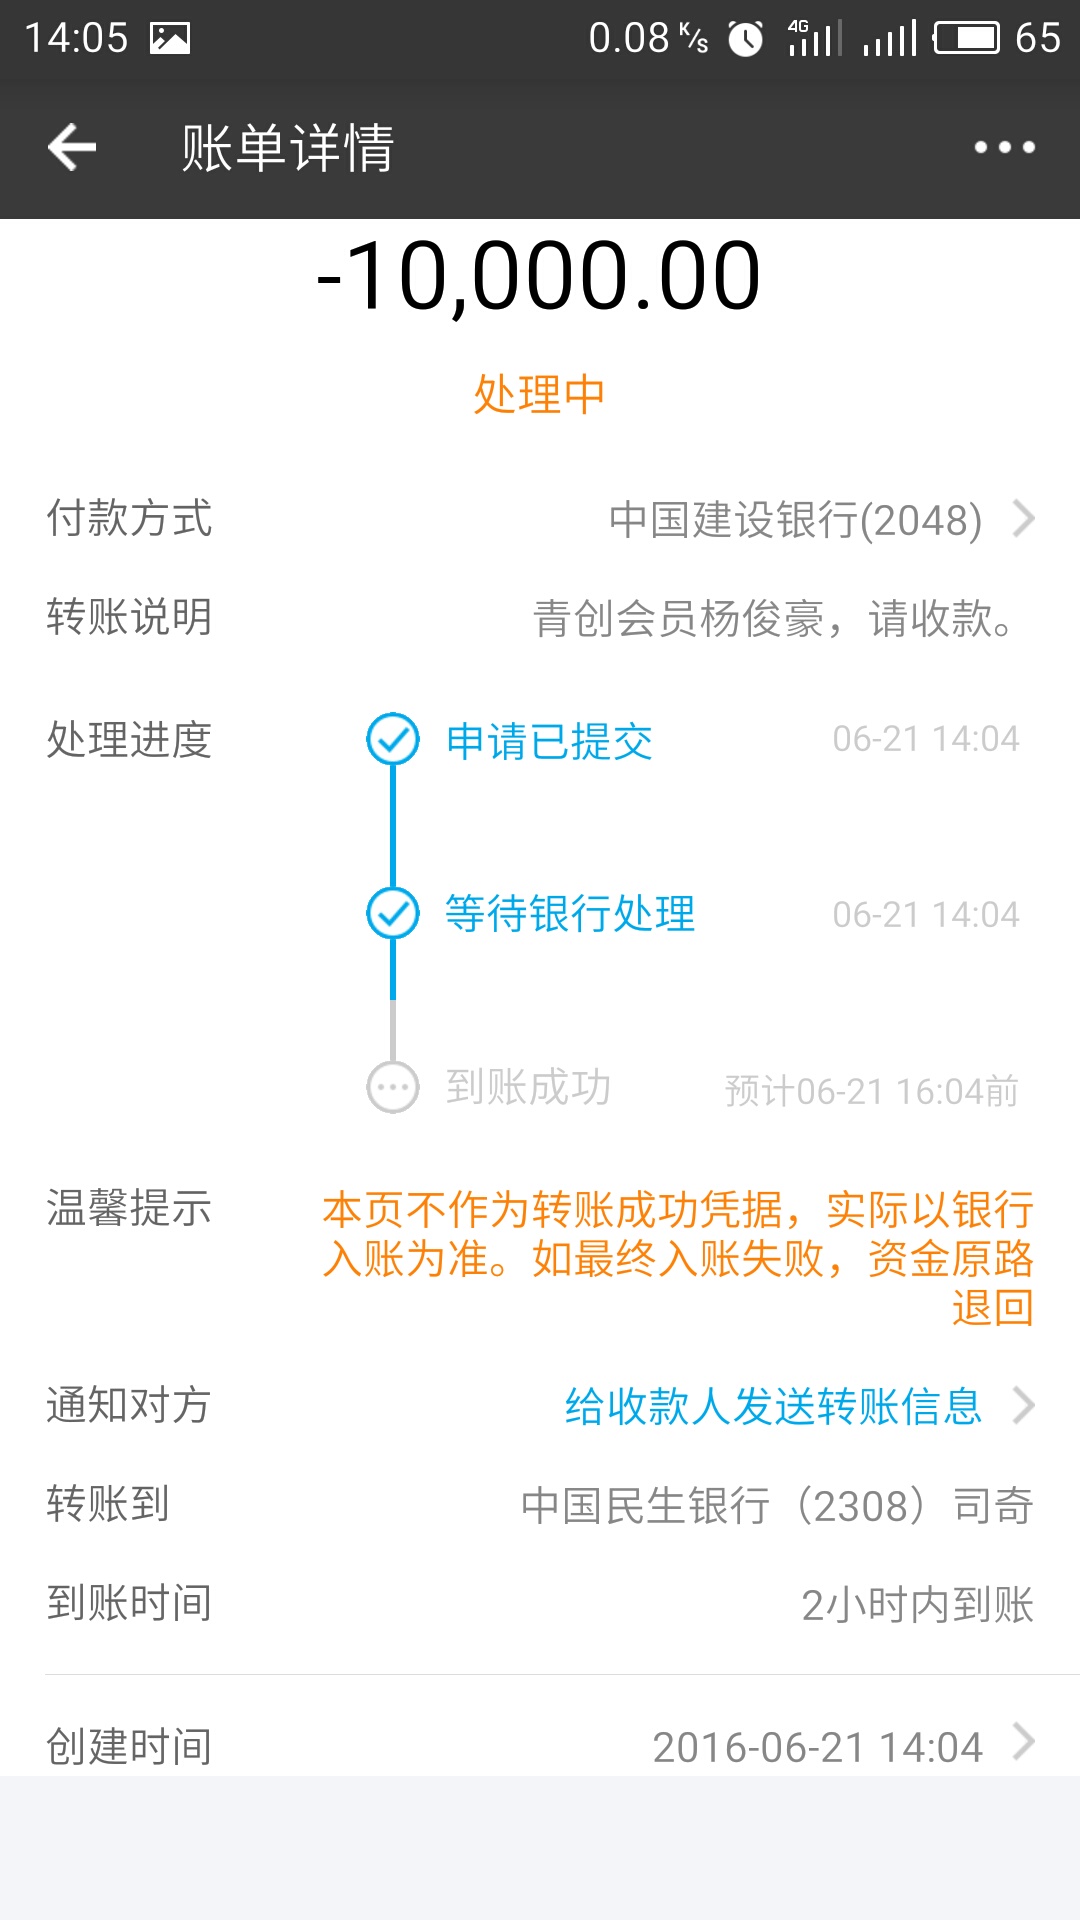 14:05 0.08 K/s 4G 65
账单详情
-10,000.00
处理中
付款方式 中国建设银行(2048)
转账说明 青创会员杨俊豪，请收款。
处理进度 申请已提交 06-21 14:04
等待银行处理 06-21 14:04
到账成功 预计06-21 16:04前
温馨提示 本页不作为转账成功凭据，实际以银行
入账为准。如最终入账失败，资金原路
退回
通知对方 给收款人发送转账信息
转账到 中国民生银行（2308）司奇
到账时间 2小时内到账
创建时间 2016-06-21 14:04